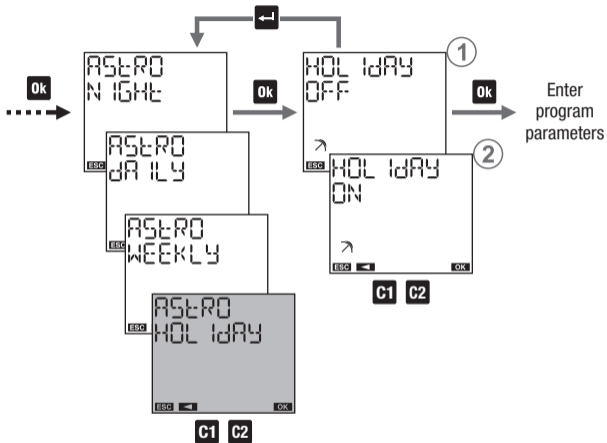 Ok
ASTRO
NIGHT
ESC
ASTRO
DAILY
ESC
ASTRO
WEEKLY
ESC
ASTRO
HOLIDAY
ESC
OK
C1 C2
Ok
HOLIDAY
OFF
ESC
1
HOLIDAY
ON
ESC
OK
2
C1 C2
Ok
Enter
program
parameters